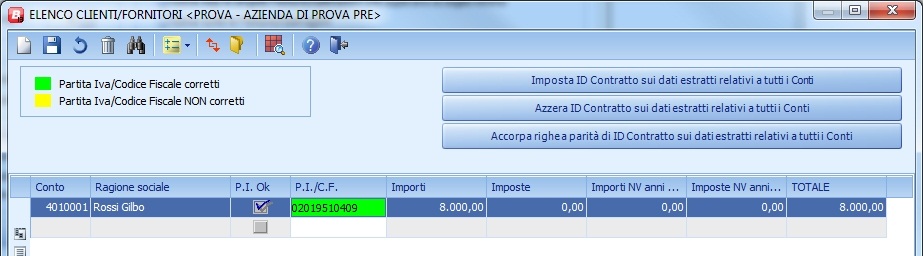 ELENCO CLIENTI/FORNITORI <PROVA - AZIENDA DI PROVA PRE>
Partita Iva/Codice Fiscale corretti
Partita Iva/Codice Fiscale NON corretti
Imposta ID Contratto sui dati estratti relativi a tutti i Conti
Azzera ID Contratto sui dati estratti relativi a tutti i Conti
Accorpa righe a parità di ID Contratto sui dati estratti relativi a tutti i Conti
Conto Ragione sociale P.I. Ok P.I./C.F. Importi Imposte Importi NV anni ... Imposte NV anni... TOTALE
4010001 Rossi Gilbo 02019510409 8.000,00 0,00 0,00 0,00 8.000,00